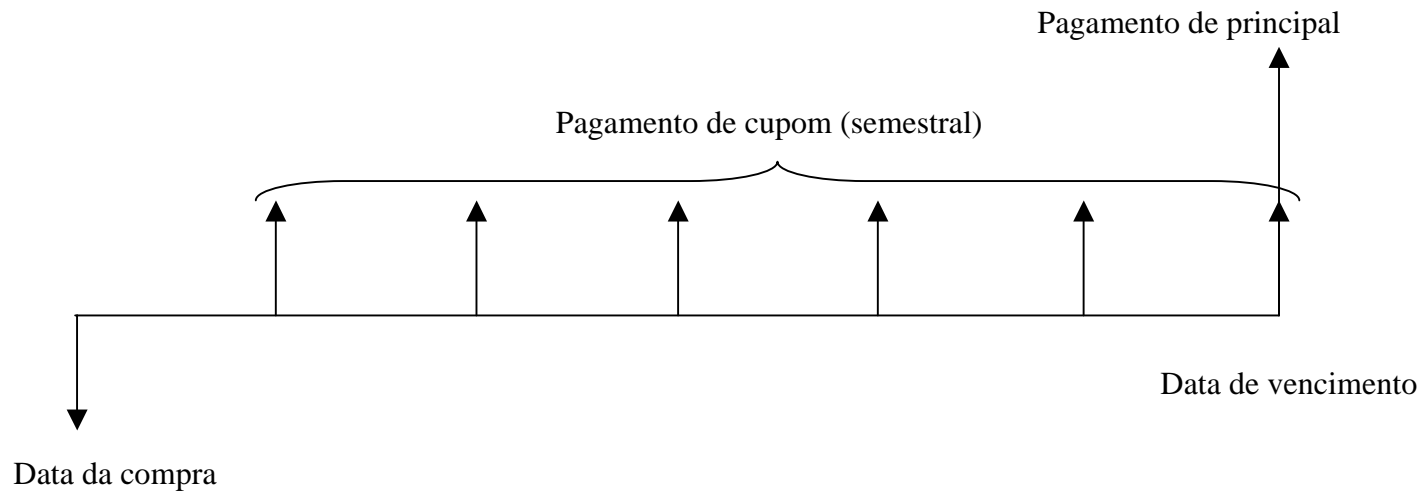 Pagamento de principal
Pagamento de cupom (semestral)
Data de vencimento
Data da compra